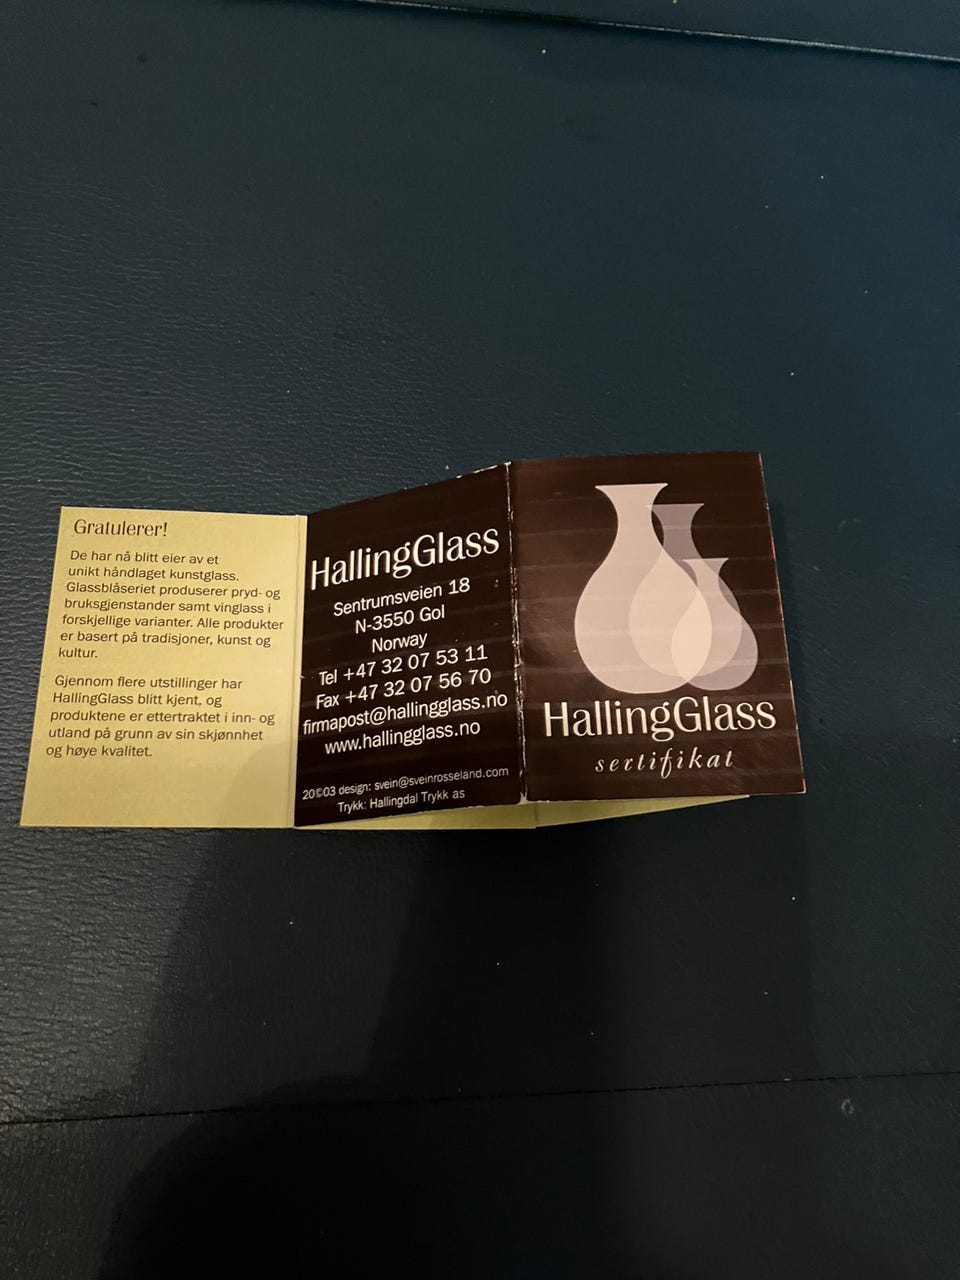 Gratulerer!
De har nå blitt eier av et
unikt håndlaget kunstglass.
Glassblåseriet produserer pryd- og
bruksgjenstander samt vinglass i
forskjellige varianter. Alle produkter
er basert på tradisjoner, kunst og
kultur.
Gjennom flere utstillinger har
HallingGlass blitt kjent, og
produktene er ettertraktet i inn- og
utland på grunn av sin skjønnhet
og høye kvalitet.
HallingGlass
Sentrumsveien 18
N-3550 Gol
Norway
Tel +47 32 07 53 11
Fax +47 32 07 56 70
firmapost@hallingglass.no
www.hallingglass.no
20©03 design: svein@sveinrosseland.com
Trykk: Hallingdal Trykk as
HallingGlass
sertifikat